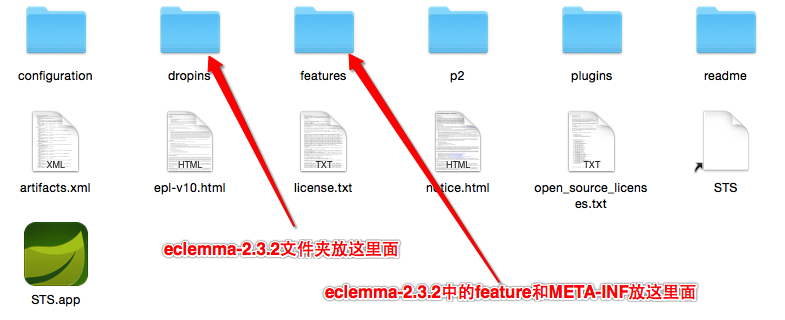 configuration
dropins
features
p2
plugins
readme
XML
HTML
TXT
HTML
TXT
artifacts.xml
epl-v10.html
license.txt
notice.html
open_source_licens
es.txt
STS
eclemma-2.3.2文件夹放这里面
eclemma-2.3.2中的feature和META-INF放这里面
STS.app